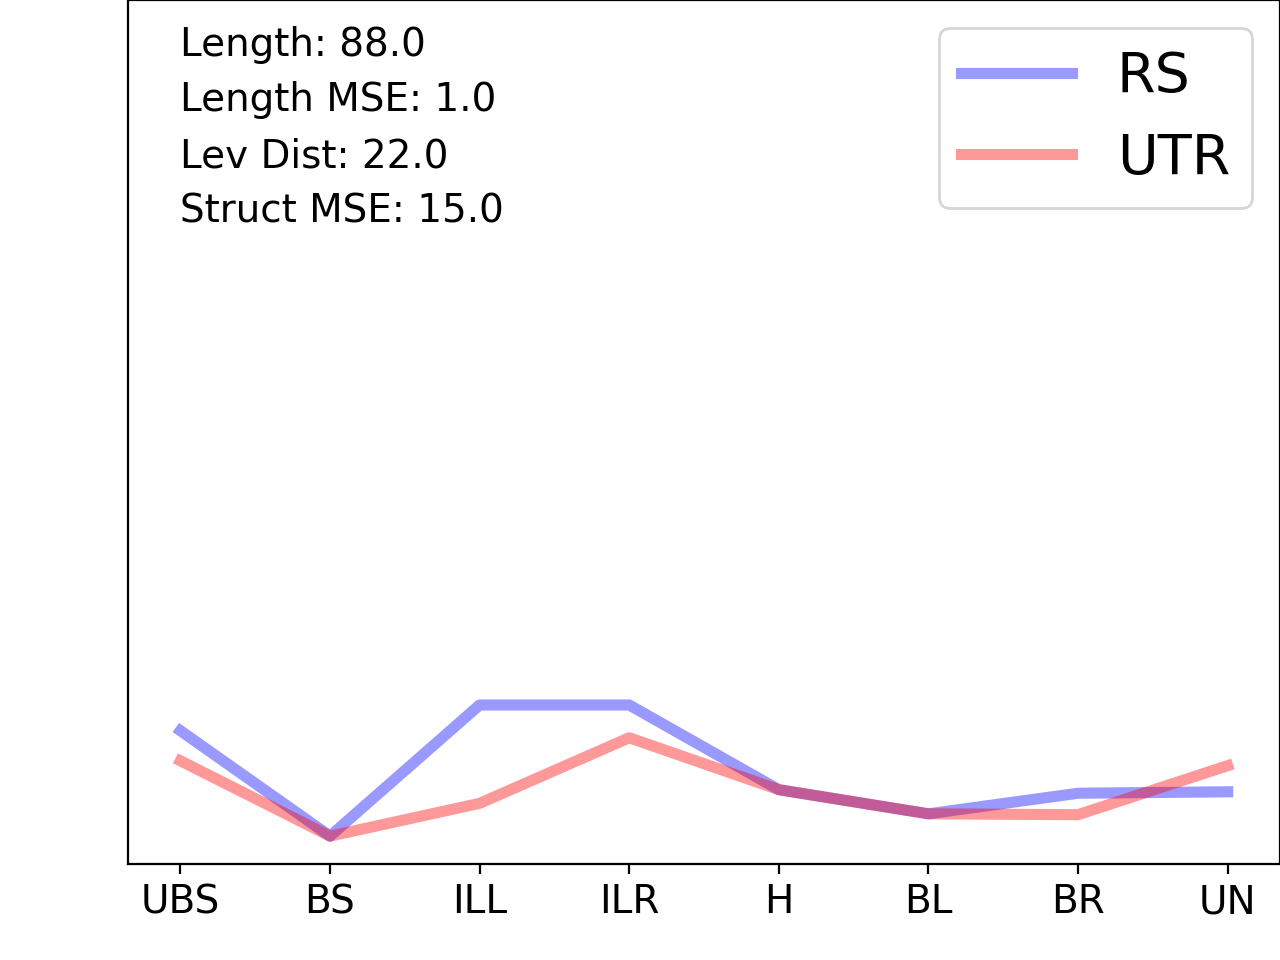 Length: 88.0
Length MSE: 1.0
Lev Dist: 22.0
Struct MSE: 15.0
RS
UTR
UBS BS ILL ILR H BL BR UN